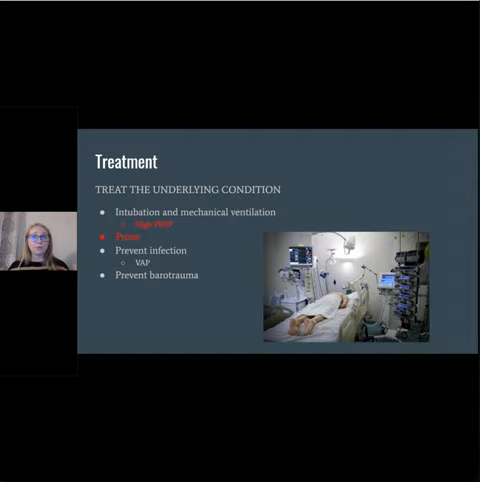 Treatment
TREAT THE UNDERLYING CONDITION
Intubation and mechanical ventilation
High PEEP
Prone
Prevent infection
VAP
Prevent barotrauma